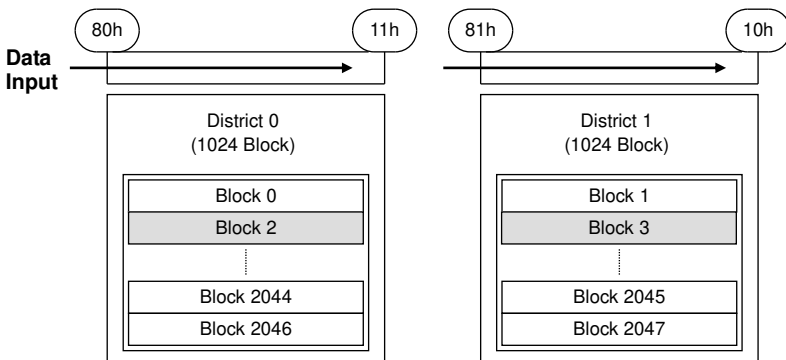 80h 11h 81h 10h
Data
Input
District 0
(1024 Block)
Block 0
Block 2
Block 2044
Block 2046
District 1
(1024 Block)
Block 1
Block 3
Block 2045
Block 2047